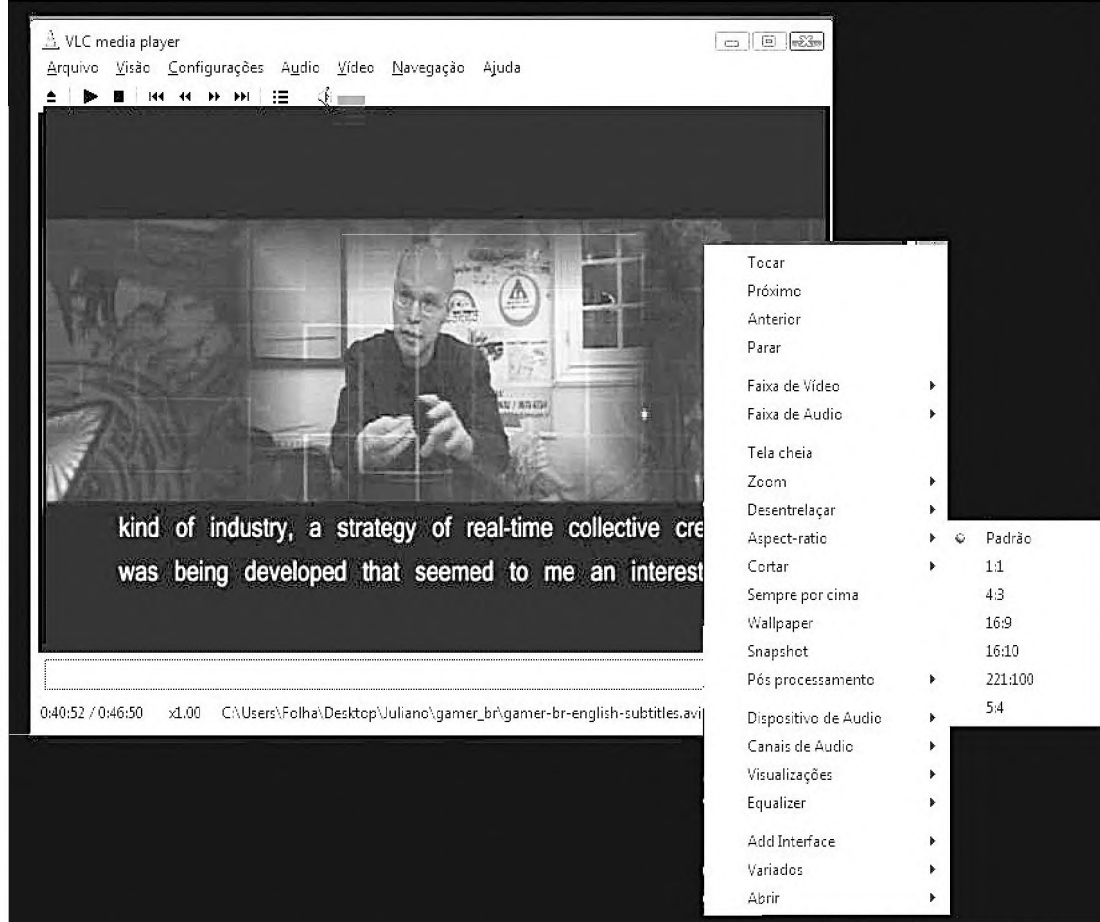 VLC media player
Arquivo Visão Configurações Audio Vídeo Navegação Ajuda
Tocar
Próximo
Anterior
Parar
Faixa de Vídeo
Faixa de Audio
Tela cheia
Zoom
Desentrelaçar
Aspect-ratio
Cortar
Sempre por cima
Wallpaper
Snapshot
Pós processamento
Dispositivo de Audio
Canais de Audio
Visualizações
Equalizer
Add Interface
Variados
Abrir
Padrão
1:1
4:3
16:9
16:10
221:100
5:4
kind of industry, a strategy of real-time collective cre
was being developed that seemed to me an interest
0:40:52 / 0:46:50 x1.00 C:\Users\Folha\Desktop\Juliano\gamer_br\gamer-br-english-subtitles.avi